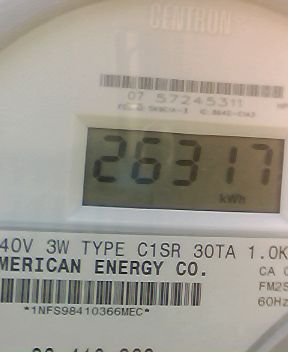 CENTRON
07 57245311
26317
kWh
40V 3W TYPE C1SR 30TA 1.0K
MERICAN ENERGY CO.
CA 0
FM2S
60Hz
*1NFS98410366MEC*